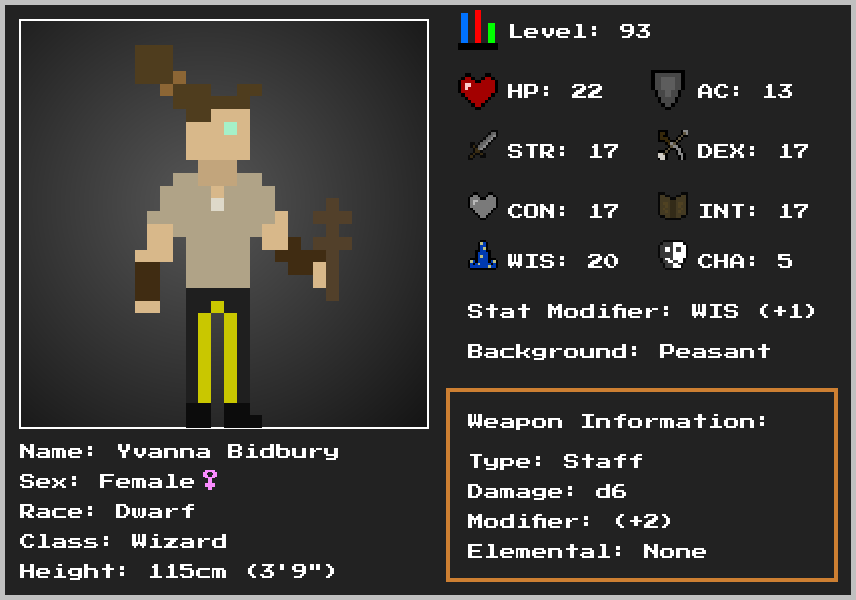 Level: 93
HP: 22 AC: 13
STR: 17 DEX: 17
CON: 17 INT: 17
WIS: 20 CHA: 5
Stat Modifier: WIS (+1)
Background: Peasant
Weapon Information:
Type: Staff
Damage: d6
Modifier: (+2)
Elemental: None
Name: Yvanna Bidbury
Sex: Female♀
Race: Dwarf
Class: Wizard
Height: 115cm (3'9")